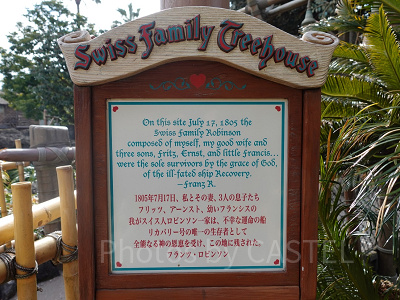 Swiss Family Treehouse
On this site July 17, 1805 the
Swiss Family Robinson
composed of myself, my good wife and
three sons, Fritz, Ernst, and little Francis...
were the sole survivors by the grace of God,
of the ill-fated ship Recovery.
—Franz R.
1805年7月17日、私とその妻、3人の息子たち
フリッツ、アーンスト、幼いフランシスの
我がスイス人ロビンソン一家は、不幸な運命の船
リカバリー号の唯一の生存者として
全能なる神の恩恵を受け、この地に残された。
フランツ・ロビンソン
Photo by CASTEL